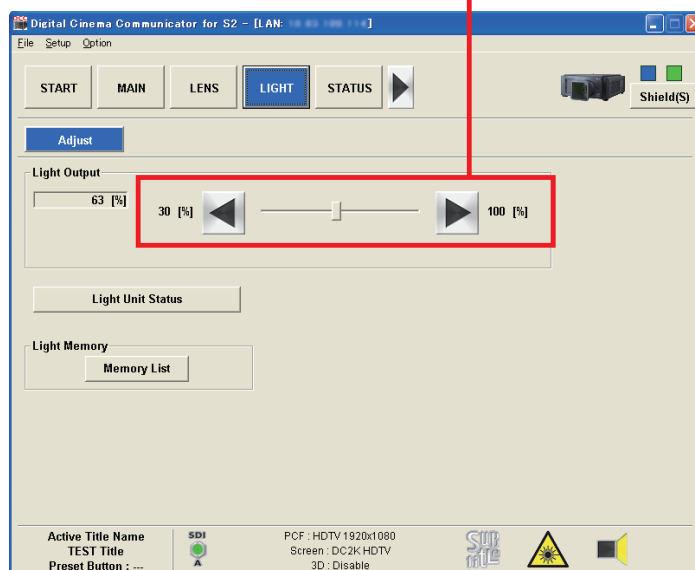 Digital Cinema Communicator for S2 - [LAN: ]
File Setup Option
START MAIN LENS LIGHT STATUS
Shield(S)
Adjust
Light Output
63 [%]
30 [%] 100 [%]
Light Unit Status
Light Memory
Memory List
Active Title Name
TEST Title
Preset Button : ---
SDI
A
PCF : HDTV 1920x1080
Screen : DC2K HDTV
3D : Disable
SUB
titlE